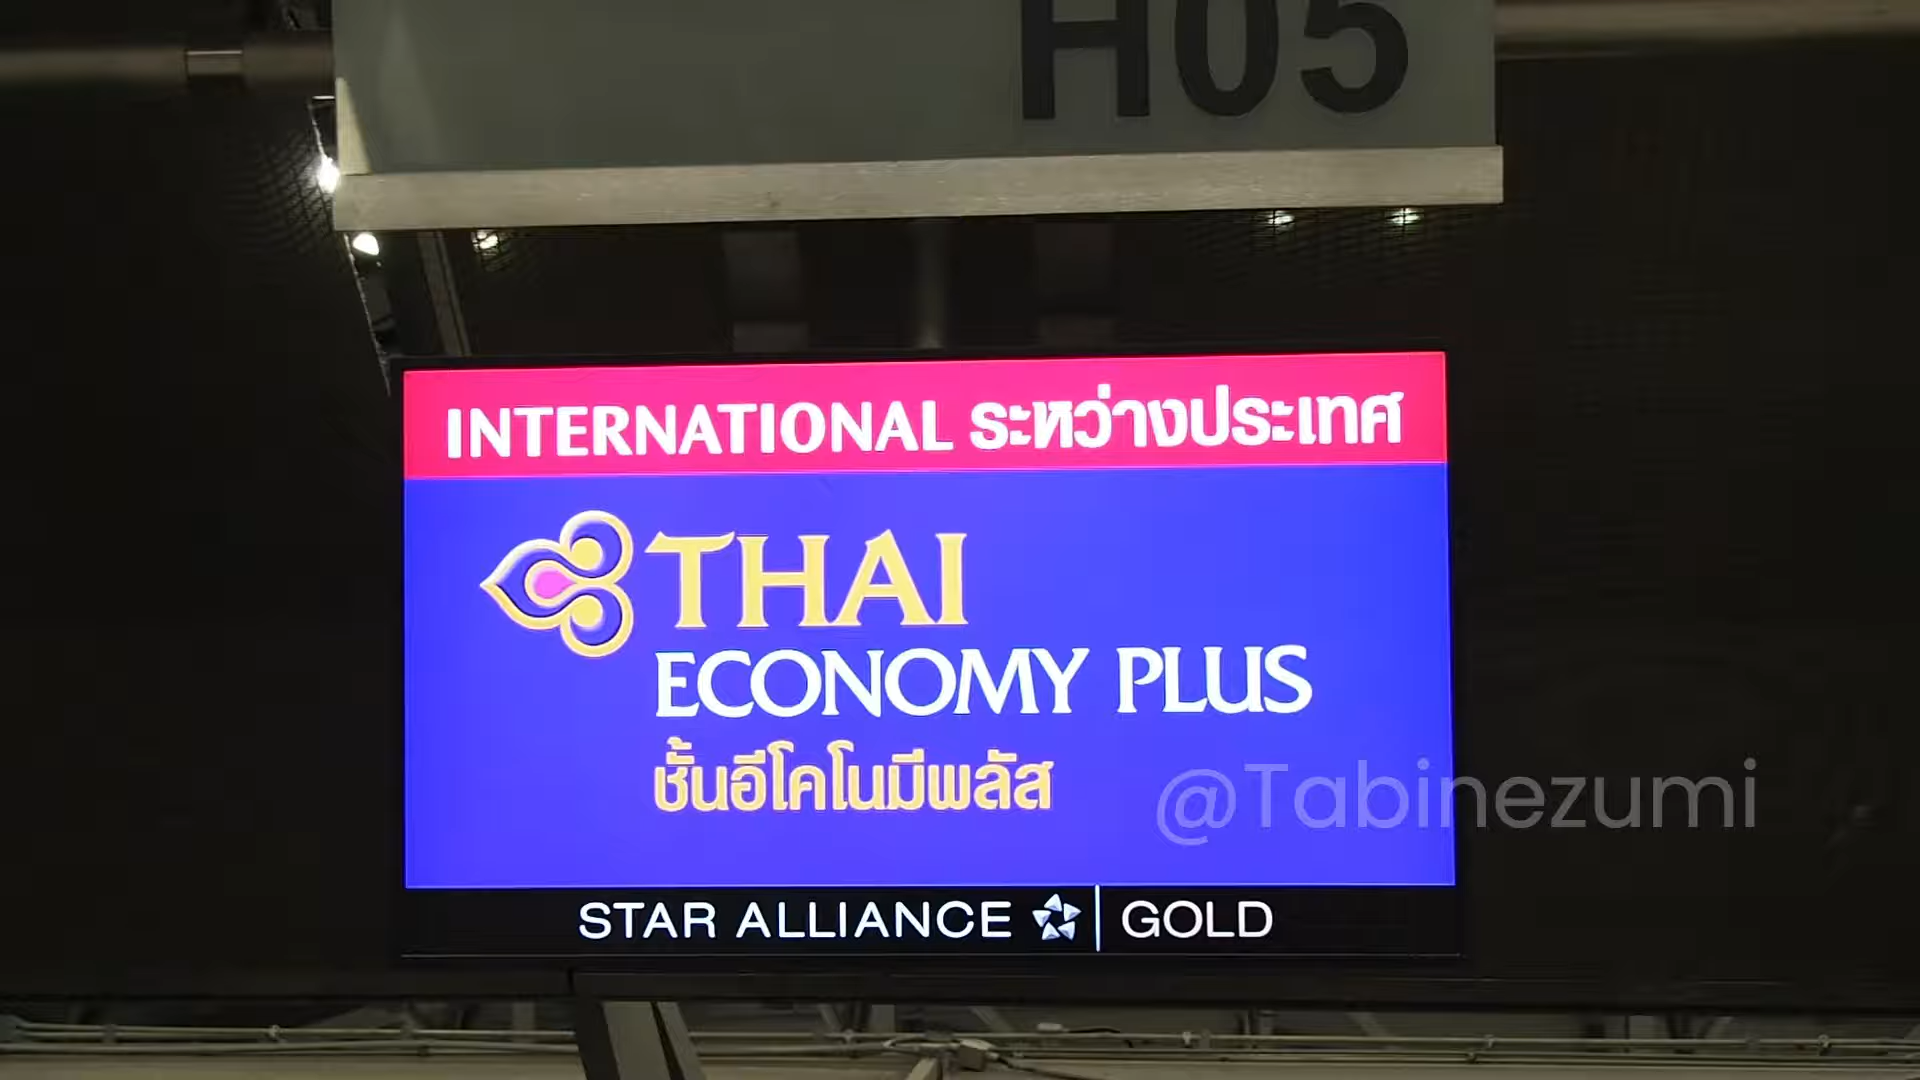 H05
INTERNATIONAL ระหว่างประเทศ
THAI
ECONOMY PLUS
ชั้นอีโคโนมีพลัส
@Tabinezumi
STAR ALLIANCE GOLD